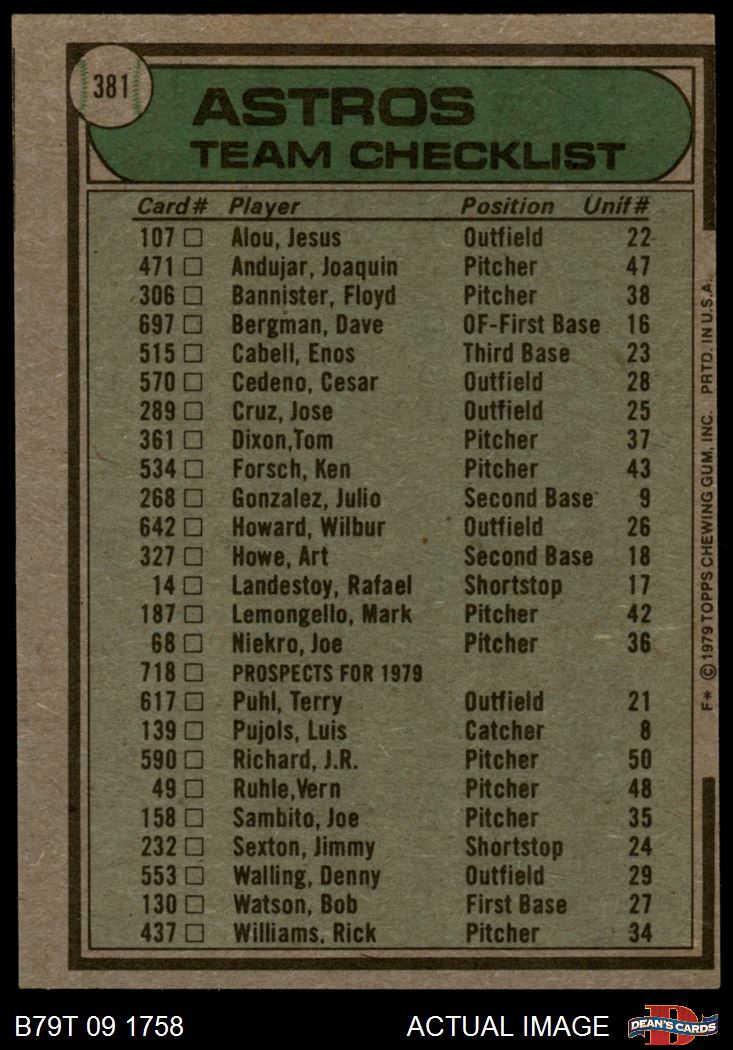 381
ASTROS
TEAM CHECKLIST
Card# Player Position Unif#
107 Alou, Jesus Outfield 22
471 Andujar, Joaquin Pitcher 47
306 Bannister, Floyd Pitcher 38
697 Bergman, Dave OF-First Base 16
515 Cabell, Enos Third Base 23
570 Cedeno, Cesar Outfield 28
289 Cruz, Jose Outfield 25
361 Dixon,Tom Pitcher 37
534 Forsch, Ken Pitcher 43
268 Gonzalez, Julio Second Base 9
642 Howard, Wilbur Outfield 26
327 Howe, Art Second Base 18
14 Landestoy, Rafael Shortstop 17
187 Lemongello, Mark Pitcher 42
68 Niekro, Joe Pitcher 36
718 PROSPECTS FOR 1979
617 Puhl, Terry Outfield 21
139 Pujols, Luis Catcher 8
590 Richard, J.R. Pitcher 50
49 Ruhle,Vern Pitcher 48
158 Sambito, Joe Pitcher 35
232 Sexton, Jimmy Shortstop 24
553 Walling, Denny Outfield 29
130 Watson, Bob First Base 27
437 Williams, Rick Pitcher 34
F* © 1979 TOPPS CHEWING GUM, INC. PRTD. IN U.S.A.
B79T 09 1758 ACTUAL IMAGE
D
DEAN'S CARDS